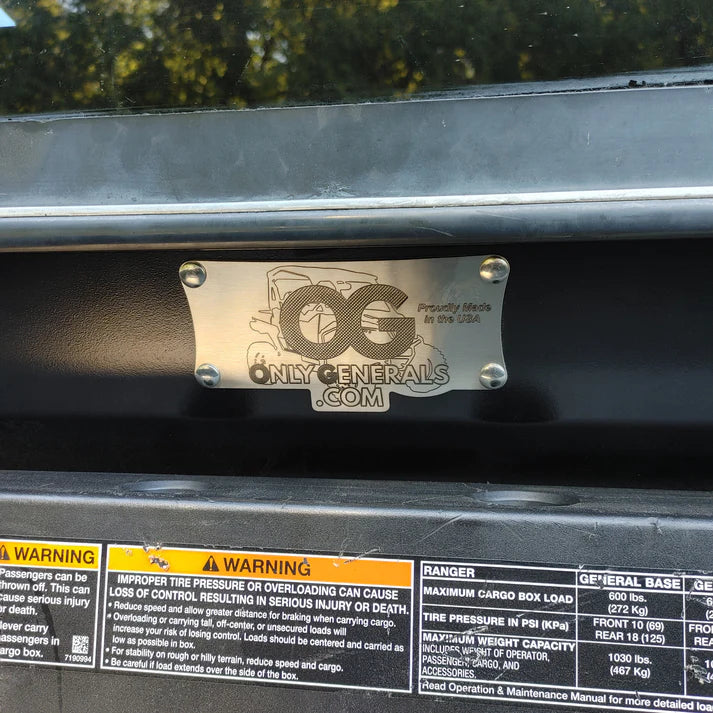 OG
Proudly Made
in the USA
ONLYGENERALS
.COM
WARNING
Passengers can be
thrown off. This can
cause serious injury
or death.
Never carry
passengers in
cargo box.
7190994
WARNING
IMPROPER TIRE PRESSURE OR OVERLOADING CAN CAUSE
LOSS OF CONTROL RESULTING IN SERIOUS INJURY OR DEATH.
• Reduce speed and allow greater distance for braking when carrying cargo.
• Overloading or carrying tall, off-center, or unsecured loads will
increase your risk of losing control. Loads should be centered and carried as
low as possible in box.
• For stability on rough or hilly terrain, reduce speed and cargo.
• Be careful if load extends over the side of the box.
RANGER GENERAL BASE GE
MAXIMUM CARGO BOX LOAD 600 lbs.
(272 Kg)
TIRE PRESSURE IN PSI (KPa) FRONT 10 (69)
REAR 18 (125)
MAXIMUM WEIGHT CAPACITY
INCLUDES WEIGHT OF OPERATOR,
PASSENGER, CARGO, AND
ACCESSORIES. 1030 lbs.
(467 Kg)
Read Operation & Maintenance Manual for more detailed